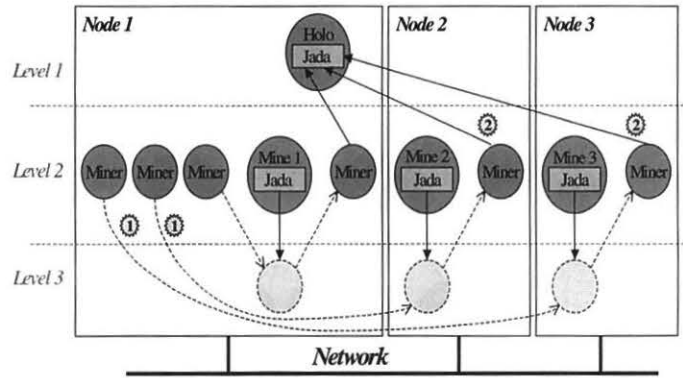 Node 1
Node 2
Node 3
Holo
Jada
Level 1
2
2
Level 2
Miner
Miner
Miner
Mine 1
Jada
Miner
Mine 2
Jada
Miner
Mine 3
Jada
Miner
1
1
Level 3
Network